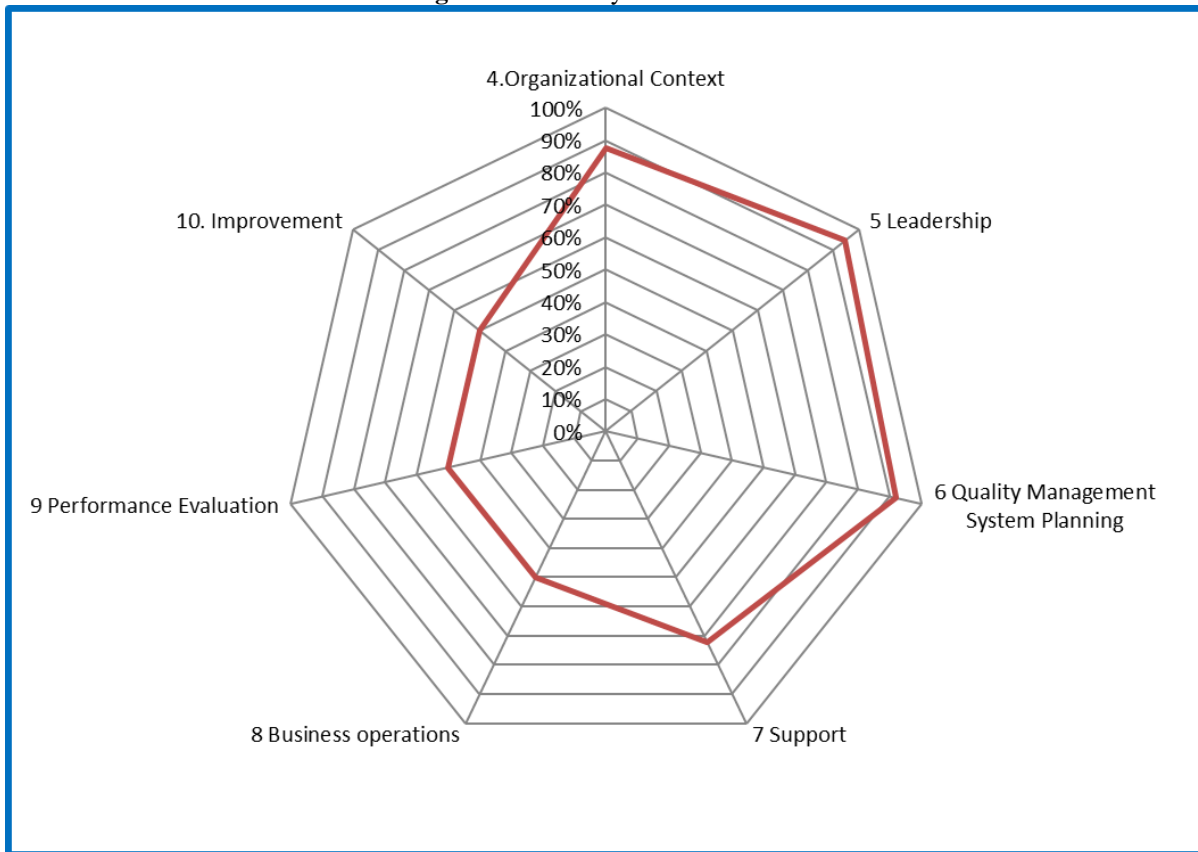 4.Organizational Context
100%
90%
80%
70%
60%
50%
40%
30%
20%
10%
0%
5 Leadership
6 Quality Management
System Planning
7 Support
8 Business operations
9 Performance Evaluation
10. Improvement